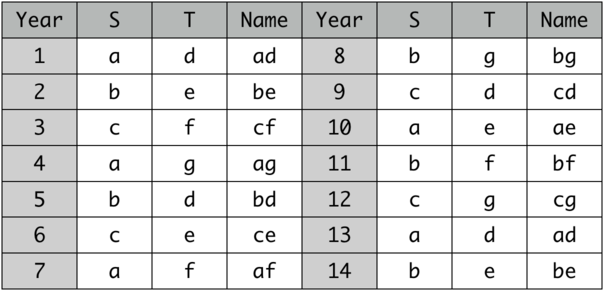 Year S T Name Year S T Name
1 a d ad 8 b g bg
2 b e be 9 c d cd
3 c f cf 10 a e ae
4 a g ag 11 b f bf
5 b d bd 12 c g cg
6 c e ce 13 a d ad
7 a f af 14 b e be